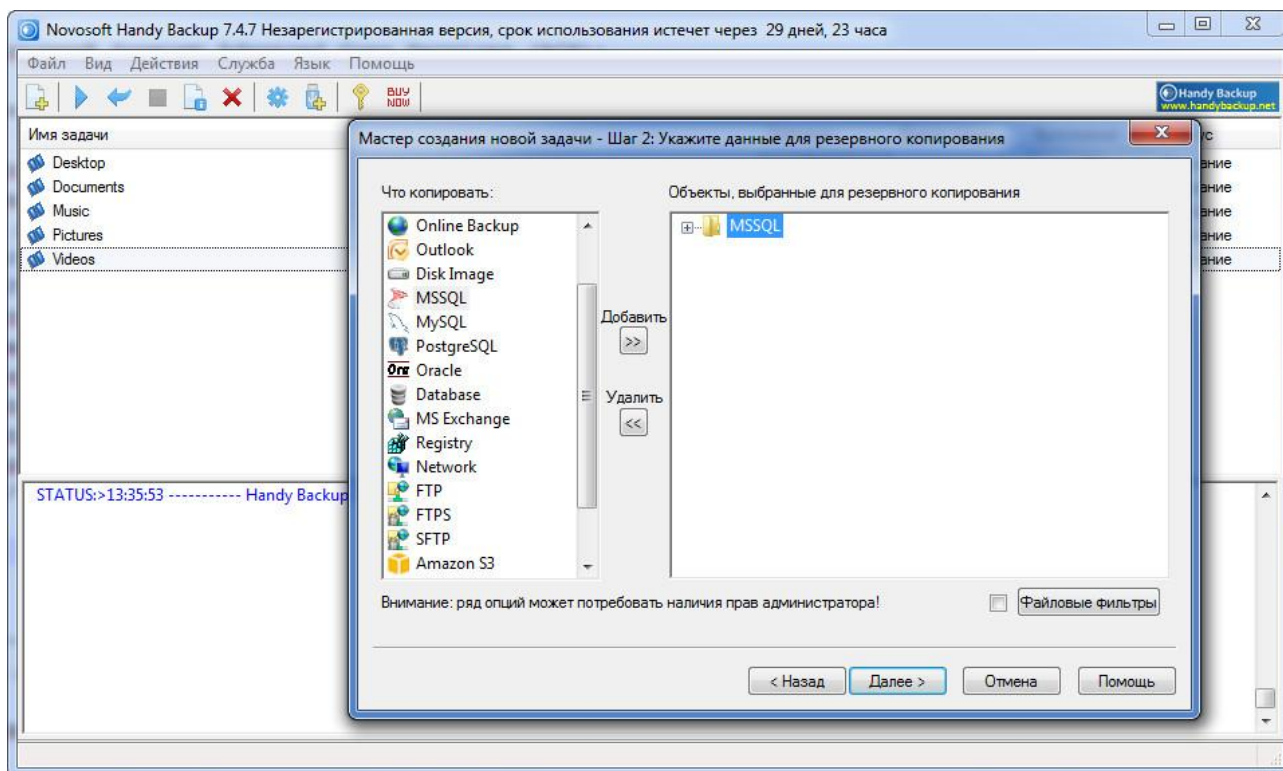 Novosoft Handy Backup 7.4.7 Незарегистрированная версия, срок использования истечет через 29 дней, 23 часа
Файл Вид Действия Служба Язык Помощь
BUY NOW
Handy Backup
www.handybackup.net
Имя задачи
Desktop
Documents
Music
Pictures
Videos
Мастер создания новой задачи - Шаг 2: Укажите данные для резервного копирования
Что копировать:
Online Backup
Outlook
Disk Image
MSSQL
MySQL
PostgreSQL
Ora Oracle
Database
MS Exchange
Registry
Network
FTP
FTPS
SFTP
Amazon S3
Добавить
>>
Удалить
<<
Объекты, выбранные для резервного копирования
MSSQL
Внимание: ряд опций может потребовать наличия прав администратора!
Файловые фильтры
< Назад Далее > Отмена Помощь
STATUS:>13:35:53 ----------- Handy Backup